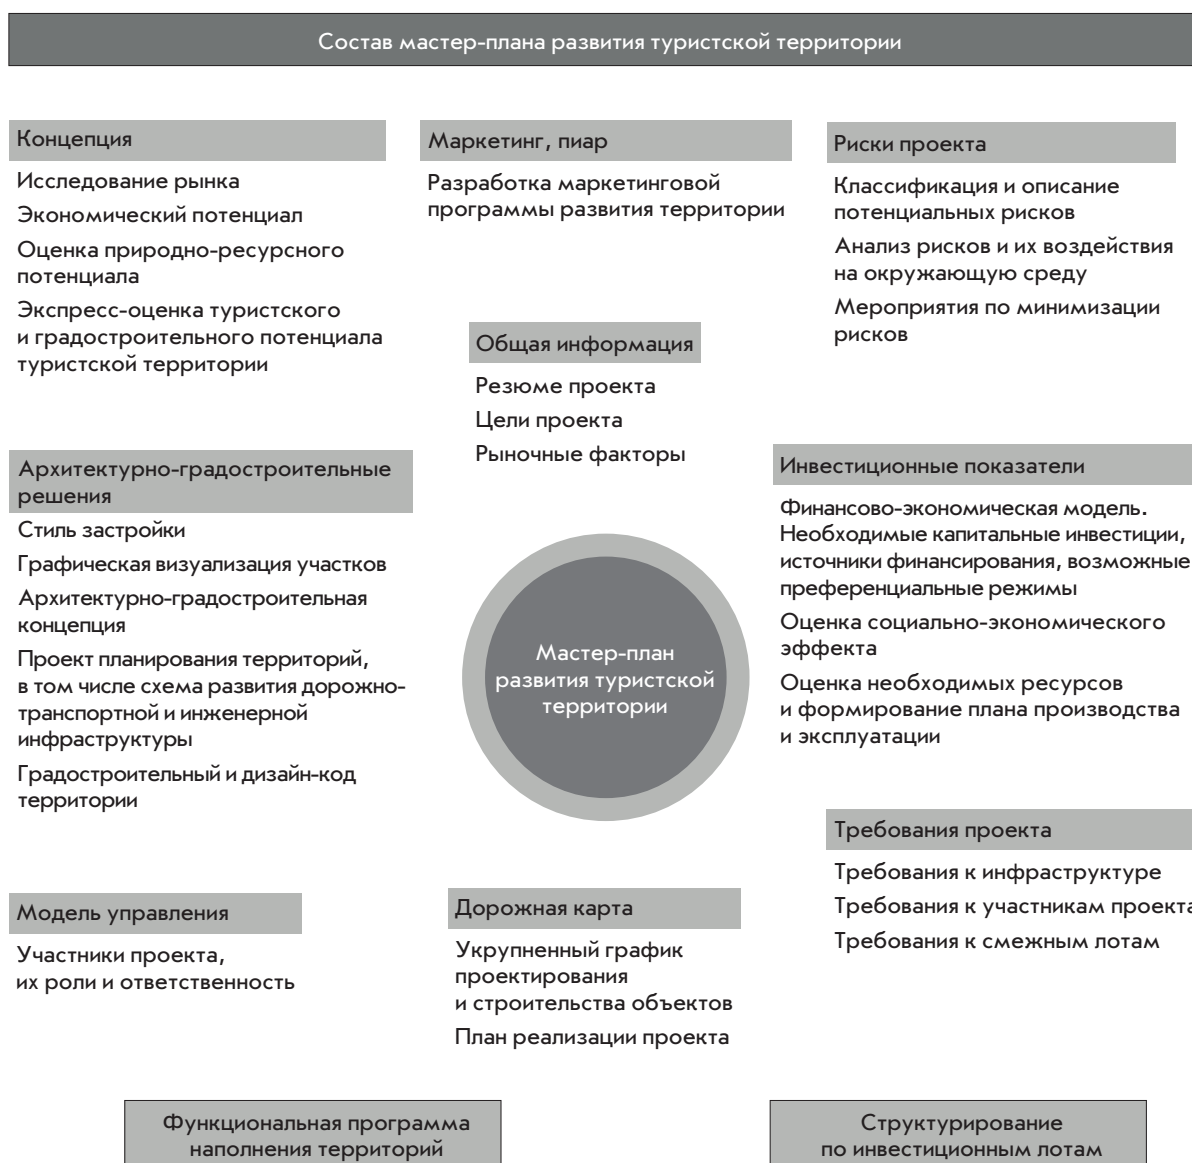 Состав мастер-плана развития туристской территории
Концепция
Исследование рынка
Экономический потенциал
Оценка природно-ресурсного
потенциала
Экспресс-оценка туристского
и градостроительного потенциала
туристской территории
Маркетинг, пиар
Разработка маркетинговой
программы развития территории
Риски проекта
Классификация и описание
потенциальных рисков
Анализ рисков и их воздействия
на окружающую среду
Мероприятия по минимизации
рисков
Общая информация
Резюме проекта
Цели проекта
Рыночные факторы
Архитектурно-градостроительные
решения
Стиль застройки
Графическая визуализация участков
Архитектурно-градостроительная
концепция
Проект планирования территорий,
в том числе схема развития дорожно-
транспортной и инженерной
инфраструктуры
Градостроительный и дизайн-код
территории
Мастер-план
развития туристской
территории
Инвестиционные показатели
Финансово-экономическая модель.
Необходимые капитальные инвестиции,
источники финансирования, возможные
преференциальные режимы
Оценка социально-экономического
эффекта
Оценка необходимых ресурсов
и формирование плана производства
и эксплуатации
Требования проекта
Требования к инфраструктуре
Требования к участникам проекта
Требования к смежным лотам
Модель управления
Участники проекта,
их роли и ответственность
Дорожная карта
Укрупненный график
проектирования
и строительства объектов
План реализации проекта
Функциональная программа
наполнения территорий
Структурирование
по инвестиционным лотам